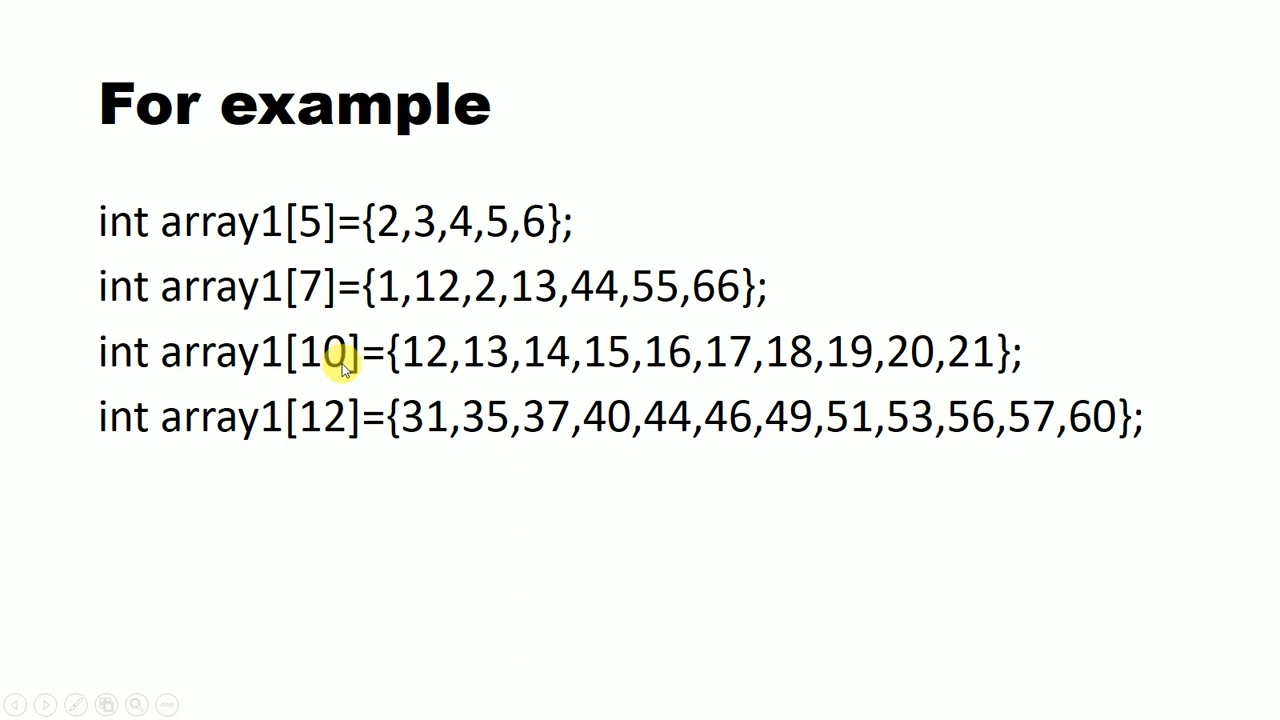 For example
int array1[5]={2,3,4,5,6};
int array1[7]={1,12,2,13,44,55,66};
int array1[10]={12,13,14,15,16,17,18,19,20,21};
int array1[12]={31,35,37,40,44,46,49,51,53,56,57,60};